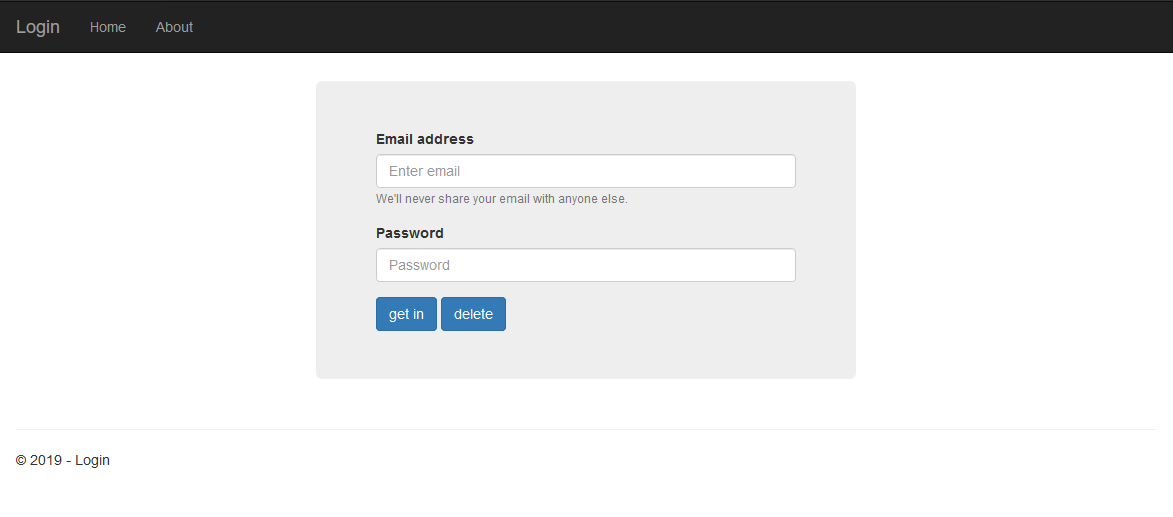 Login Home About
Email address
Enter email
We'll never share your email with anyone else.
Password
Password
get in delete
© 2019 - Login